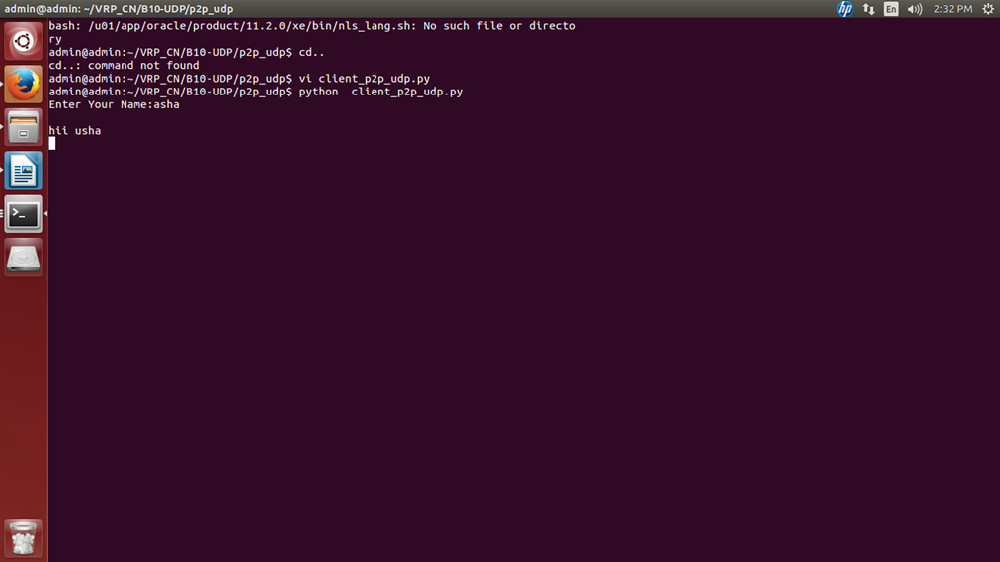 admin@admin: ~/VRP_CN/B10-UDP/p2p_udp
hp
En
2:32 PM
bash: /u01/app/oracle/product/11.2.0/xe/bin/nls_lang.sh: No such file or directo
ry
admin@admin:~/VRP_CN/B10-UDP/p2p_udp$ cd..
cd..: command not found
admin@admin:~/VRP_CN/B10-UDP/p2p_udp$ vi client_p2p_udp.py
admin@admin:~/VRP_CN/B10-UDP/p2p_udp$ python  client_p2p_udp.py
Enter Your Name:asha
hii usha